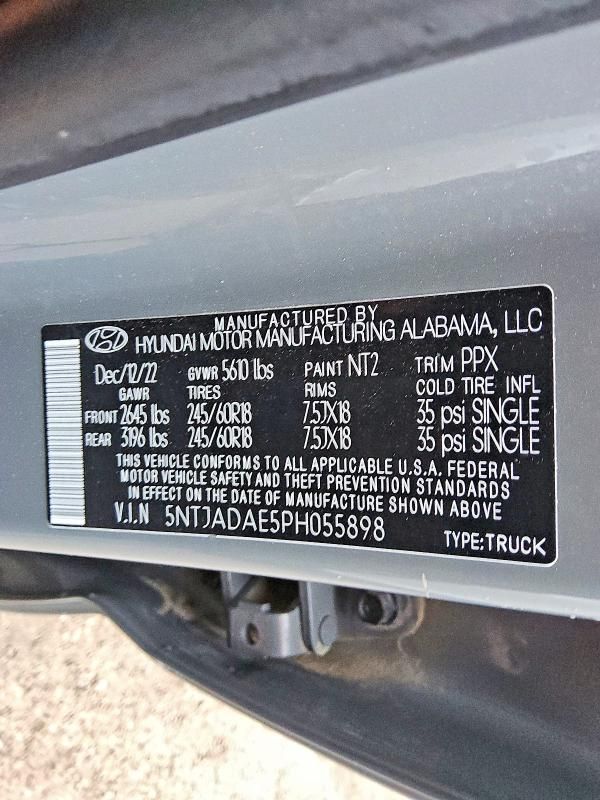 MANUFACTURED BY
HYUNDAI MOTOR MANUFACTURING ALABAMA, LLC
Dec/12/22 GVWR 5610 lbs PAINT NT2 TRIM PPX
GAWR TIRES RIMS COLD TIRE INFL
FRONT 2645 lbs 245/60R18 7.5JX18 35 psi SINGLE
REAR 3196 lbs 245/60R18 7.5JX18 35 psi SINGLE
THIS VEHICLE CONFORMS TO ALL APPLICABLE U.S.A. FEDERAL
MOTOR VEHICLE SAFETY AND THEFT PREVENTION STANDARDS
IN EFFECT ON THE DATE OF MANUFACTURE SHOWN ABOVE
V.I.N 5NTJADAE5PH055898 TYPE:TRUCK